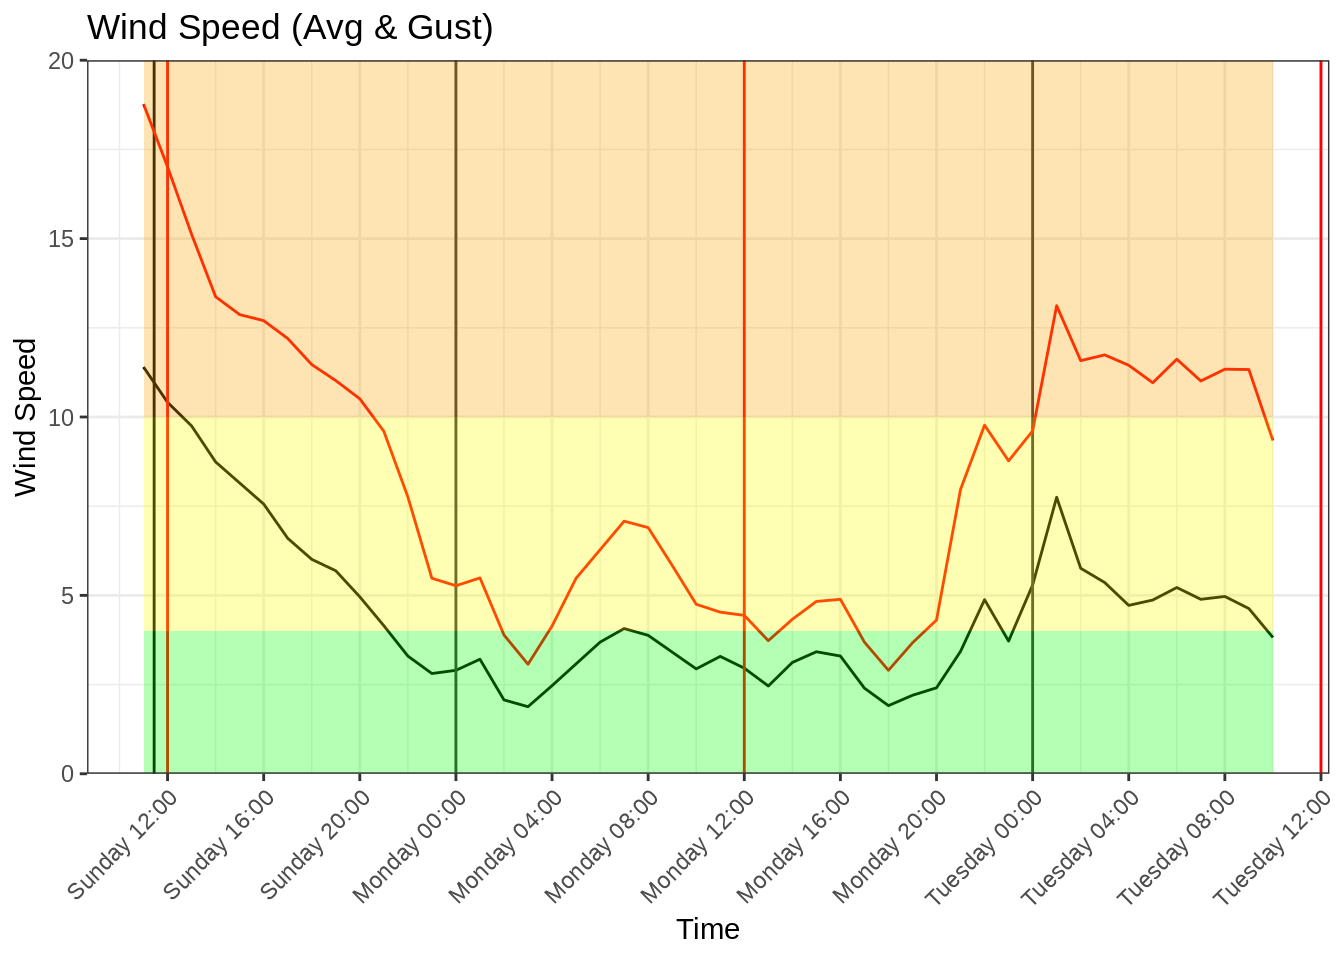 Wind Speed (Avg & Gust)
20
15
10
5
0
Wind Speed
Sunday 12:00
Sunday 16:00
Sunday 20:00
Monday 00:00
Monday 04:00
Monday 08:00
Monday 12:00
Monday 16:00
Monday 20:00
Tuesday 00:00
Tuesday 04:00
Tuesday 08:00
Tuesday 12:00
Time